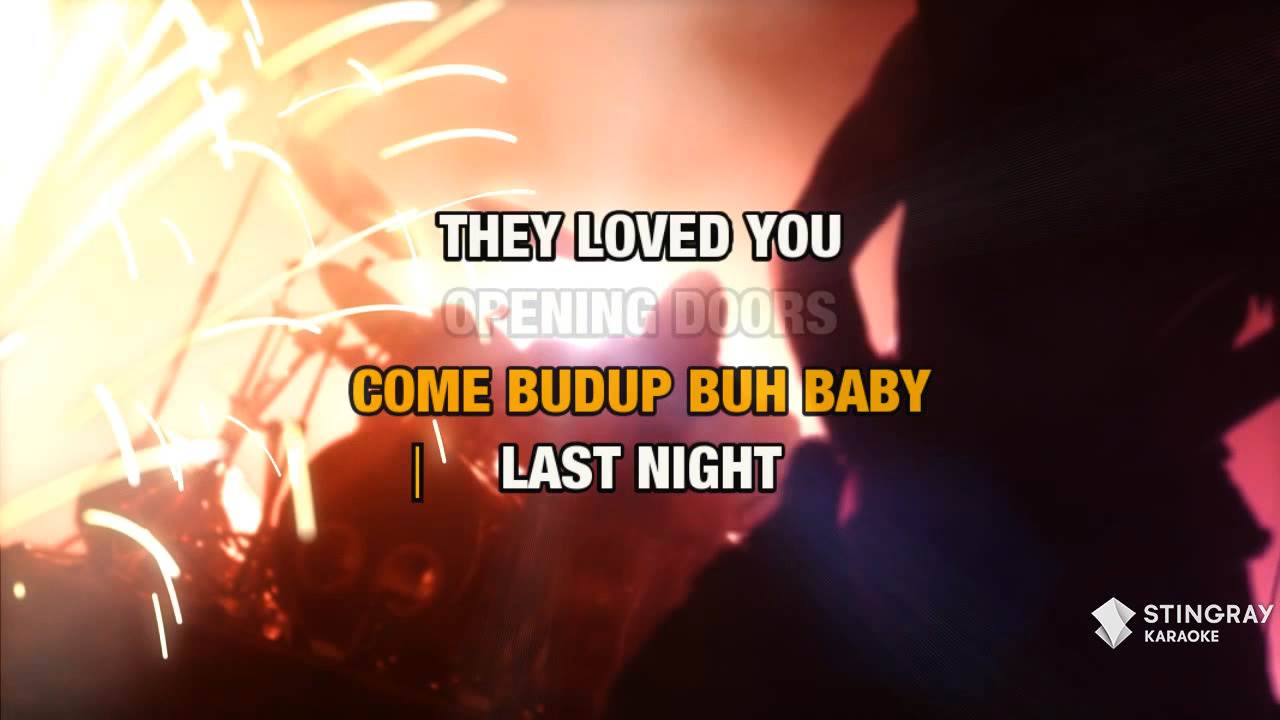 THEY LOVED YOU
OPENING DOORS
COME BUDUP BUH BABY
LAST NIGHT
STINGRAY
KARAOKE